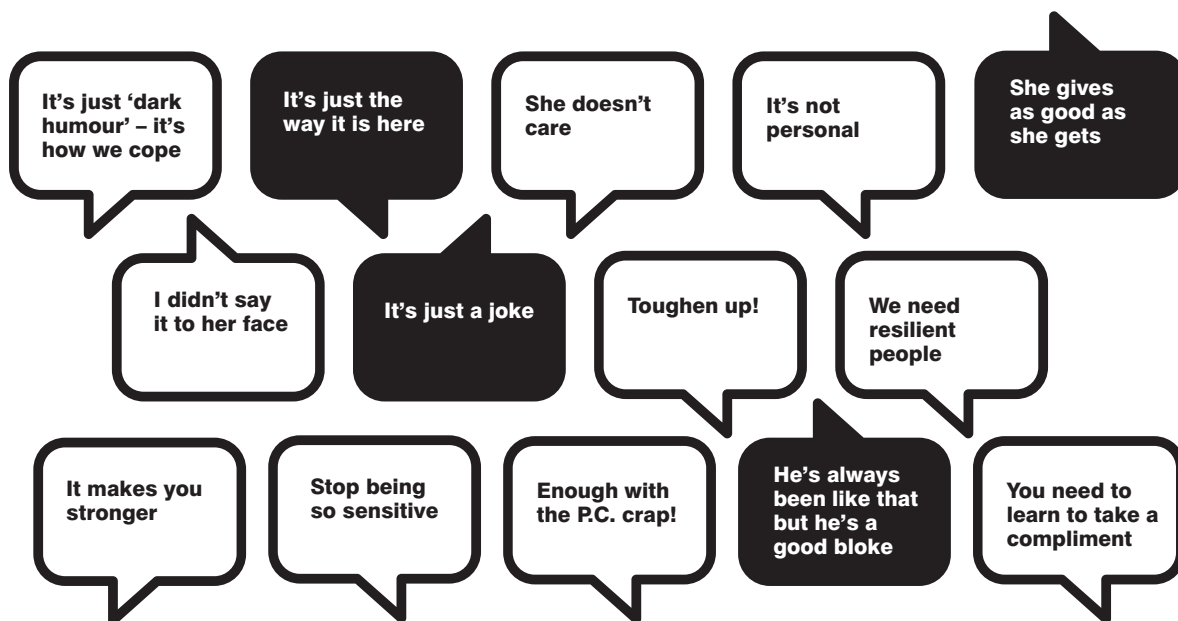 It's just ‘dark
humour’ – it's
how we cope
It's just the
way it is here
She doesn't
care
It's not
personal
She gives
as good as
she gets
I didn't say
it to her face
It’s just a joke
Toughen up!
We need
resilient
people
It makes you
stronger
Stop being
so sensitive
Enough with
the P.C. crap!
He’s always
been like that
but he’s a
good bloke
You need to
learn to take a
compliment